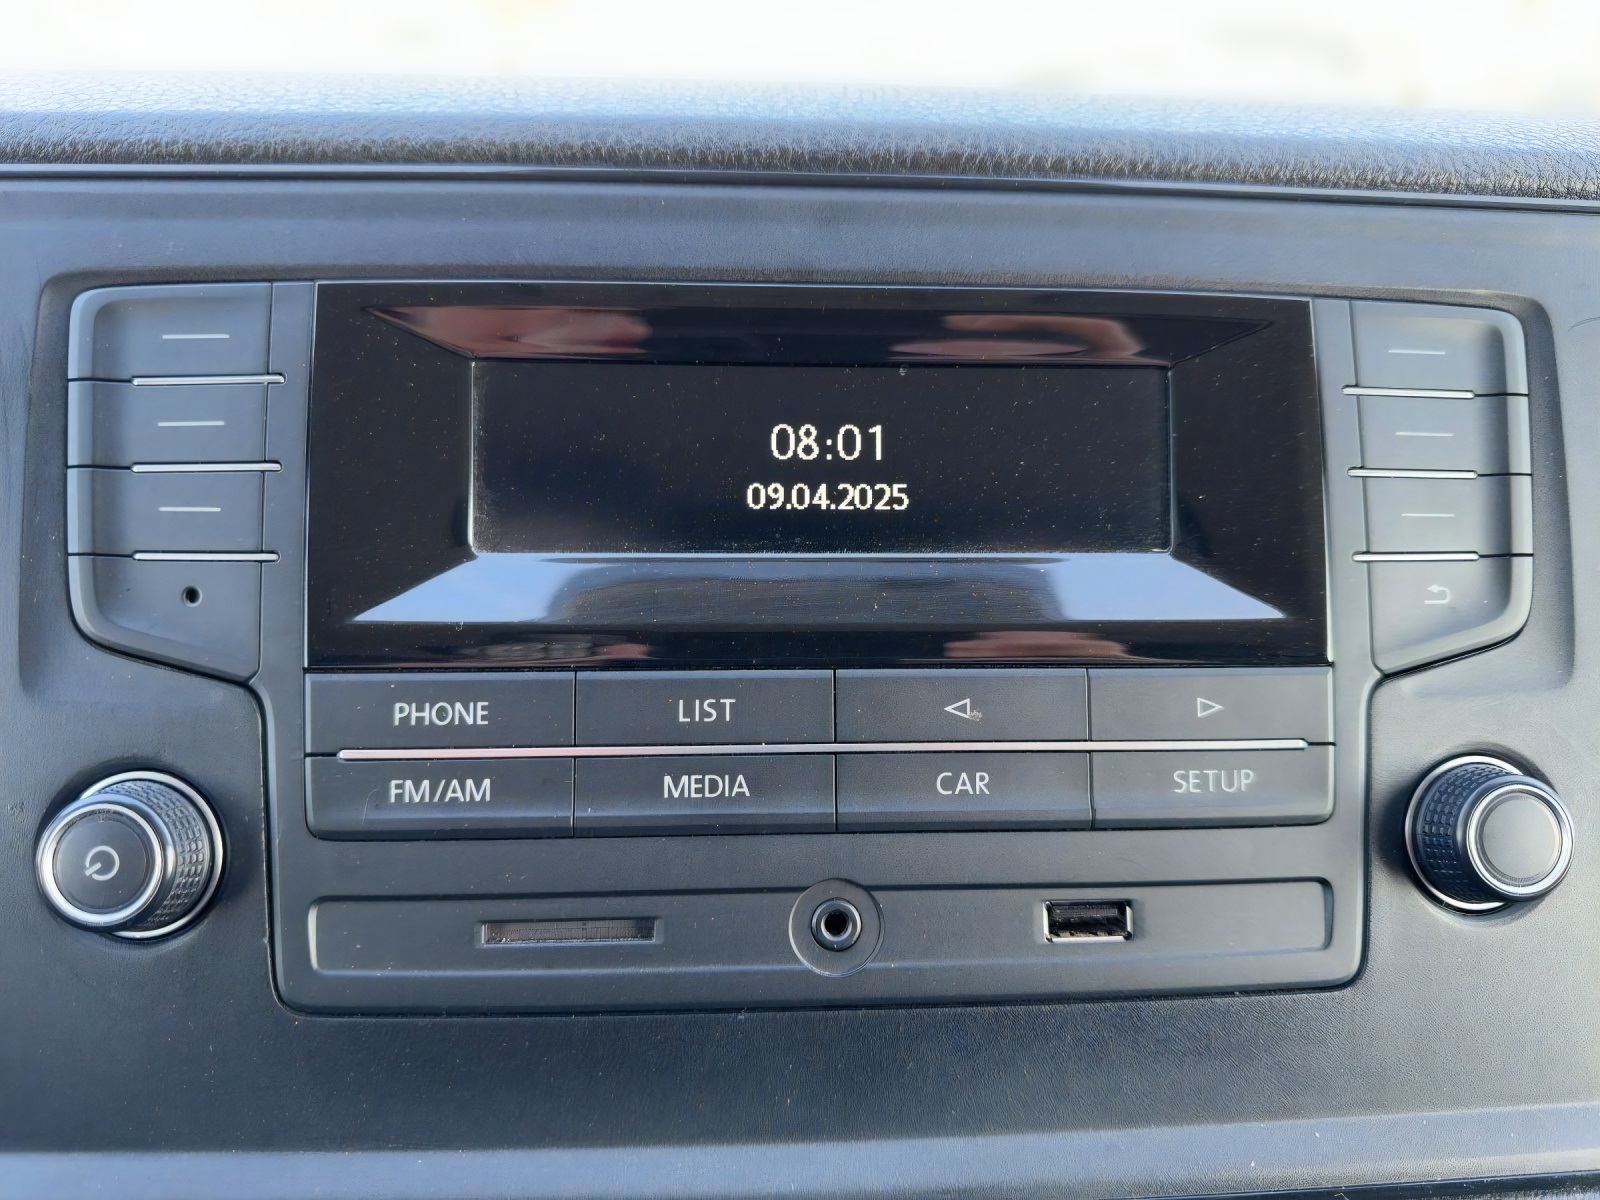 08:01
09.04.2025
PHONE
LIST
FM/AM
MEDIA
CAR
SETUP